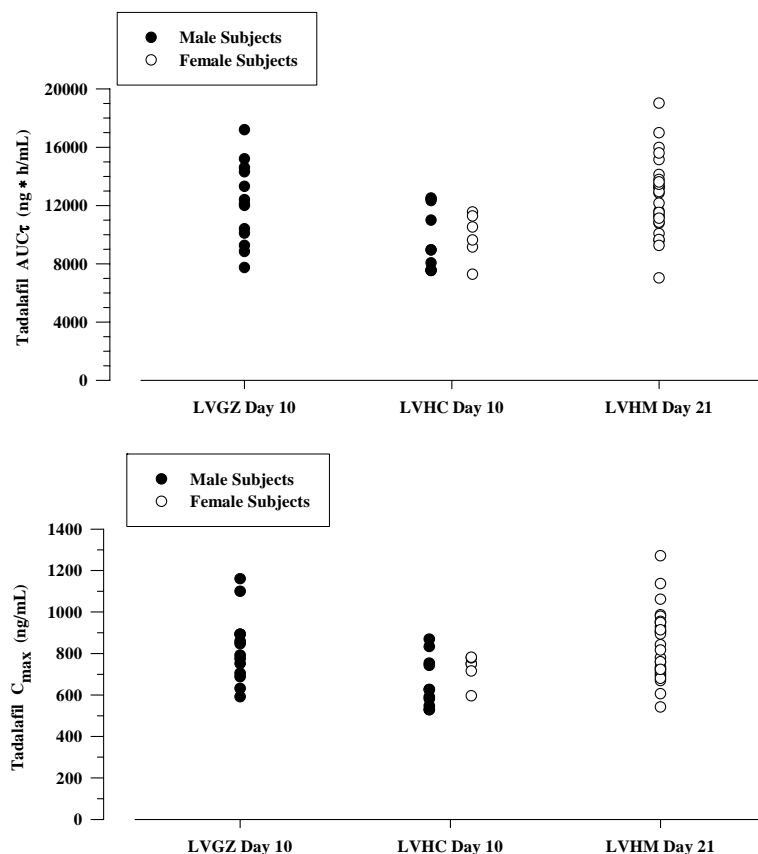 Male Subjects
Female Subjects
Tadalafil AUCτ (ng * h/mL)
20000
16000
12000
8000
4000
0
LVGZ Day 10 LVHC Day 10 LVHM Day 21
Male Subjects
Female Subjects
Tadalafil Cmax (ng/mL)
1400
1200
1000
800
600
400
200
0
LVGZ Day 10 LVHC Day 10 LVHM Day 21